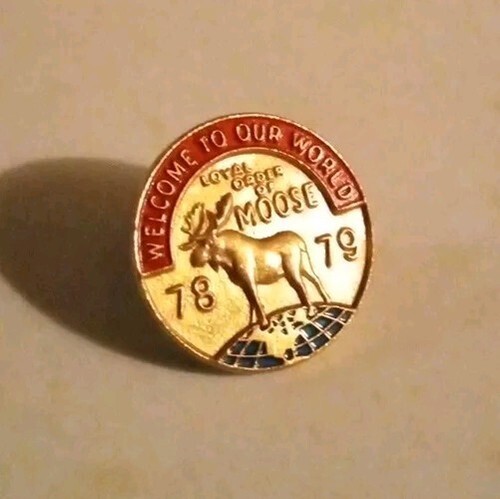 WELCOME TO OUR WORLD
LOYAL
ORDER
OF
MOOSE
78 79